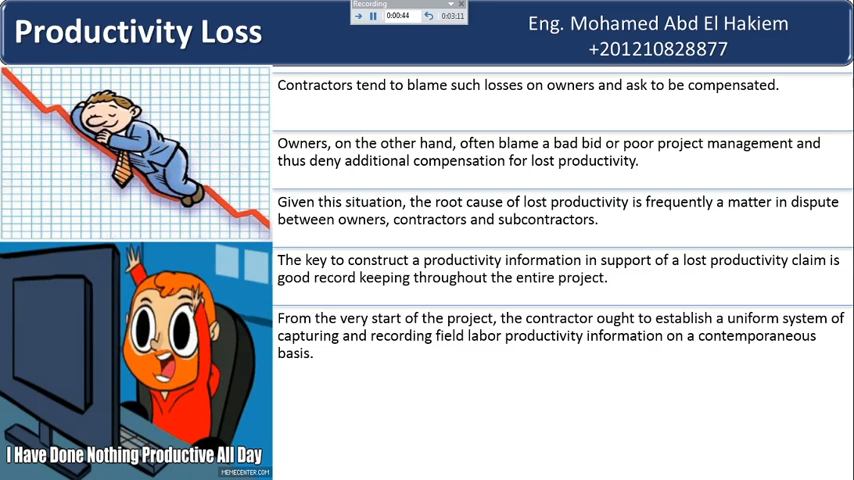 Recording
0:00:44
0:03:11
Productivity Loss
Eng. Mohamed Abd El Hakiem
+201210828877
Contractors tend to blame such losses on owners and ask to be compensated.
Owners, on the other hand, often blame a bad bid or poor project management and
thus deny additional compensation for lost productivity.
Given this situation, the root cause of lost productivity is frequently a matter in dispute
between owners, contractors and subcontractors.
The key to construct a productivity information in support of a lost productivity claim is
good record keeping throughout the entire project.
From the very start of the project, the contractor ought to establish a uniform system of
capturing and recording field labor productivity information on a contemporaneous
basis.
I Have Done Nothing Productive All Day
MEMECENTER.COM